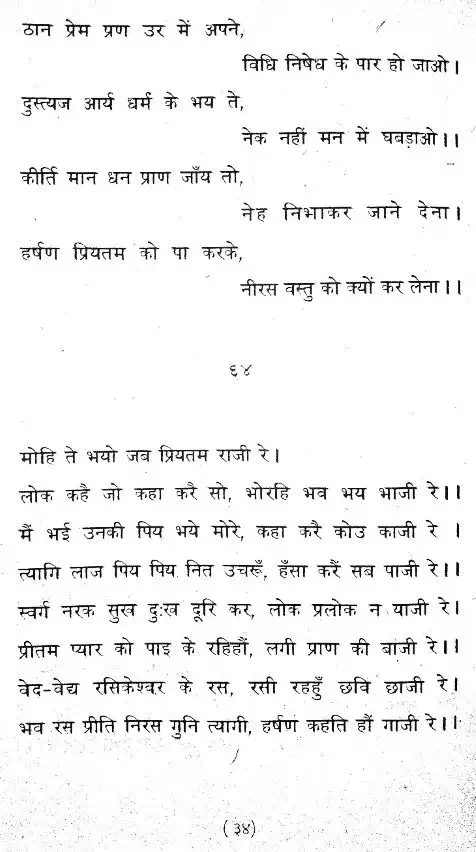 ठान प्रेम प्रण उर में अपने,
विधि निषेध के पार हो जाओ।
दुस्त्यज आर्य धर्म के भय ते,
नेक नहीं मन में घबड़ाओ।।
कीर्ति मान धन प्राण जाँय तो,
नेह निभाकर जाने देना।
हर्षण प्रियतम को पा करके,
नीरस वस्तु को क्यों कर लेना।।
६४
मोहि ते भयो जब प्रियतम राजी रे।
लोक कहै जो कहा करै सो, भोरहि भव भय भाजी रे।।
मैं भई उनकी पिय भये मोरे, कहा करै कोउ काजी रे ।
त्यागि लाज पिय पिय नित उचरूँ, हँसा करैं सब पाजी रे।।
स्वर्ग नरक सुख दुःख दूरि कर, लोक प्रलोक न याजी रे।
प्रीतम प्यार को पाइ के रहिहौं, लगी प्राण की बाजी रे।।
वेद-वेद्य रसिकेश्वर के रस, रसी रहहुँ छवि छाजी रे।
भव रस प्रीति निरस गुनि त्यागी, हर्षण कहति हौं गाजी रे।।
(३४)